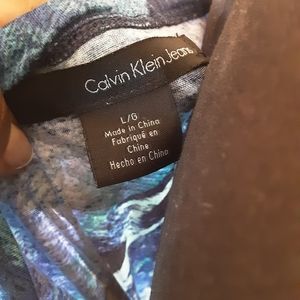 Calvin Klein Jeans
L/G
Made in China
Fabriqué en
Chine
Hecho en China